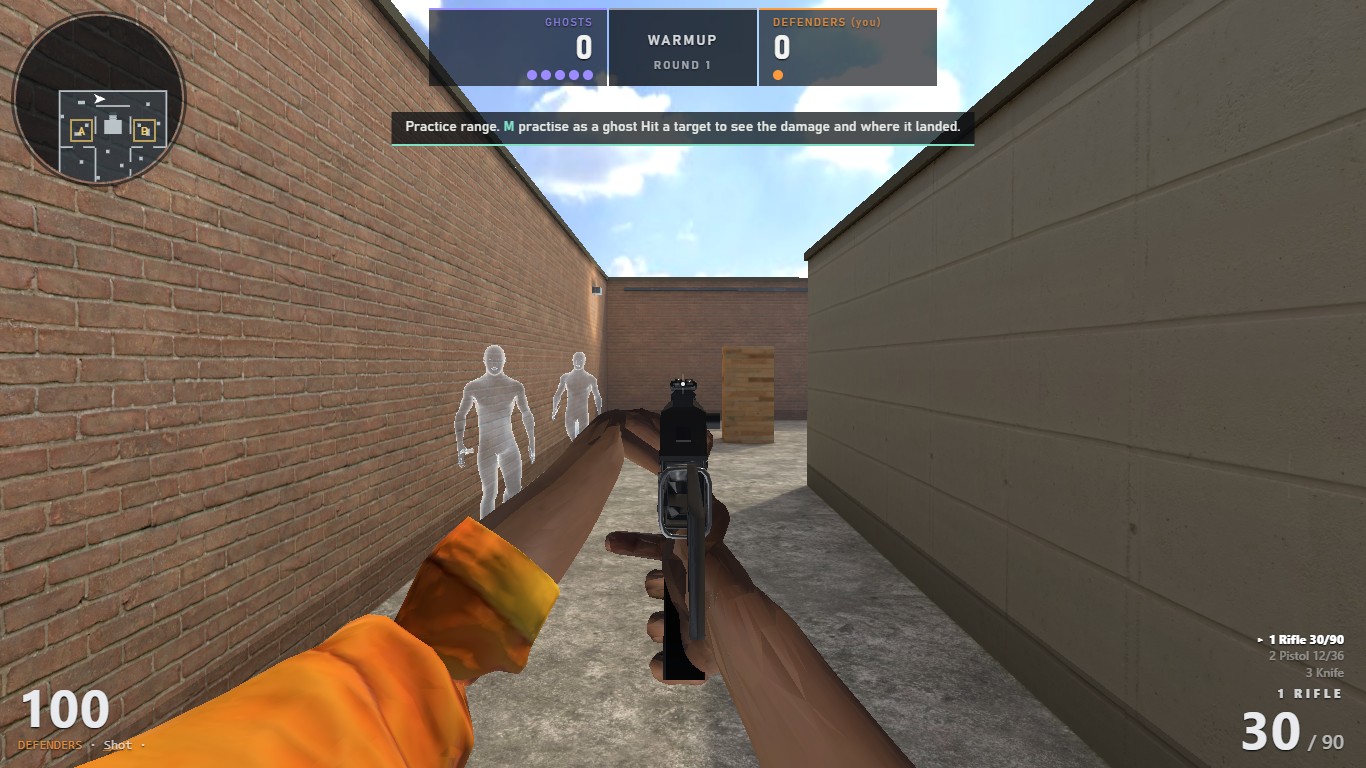 GHOSTS
0
WARMUP
ROUND 1
DEFENDERS (you)
0
Practice range. M practise as a ghost Hit a target to see the damage and where it landed.
A
B
▸ 1 Rifle 30/90
2 Pistol 12/36
3 Knife
1 RIFLE
30 / 90
100
DEFENDERS · Shot ·